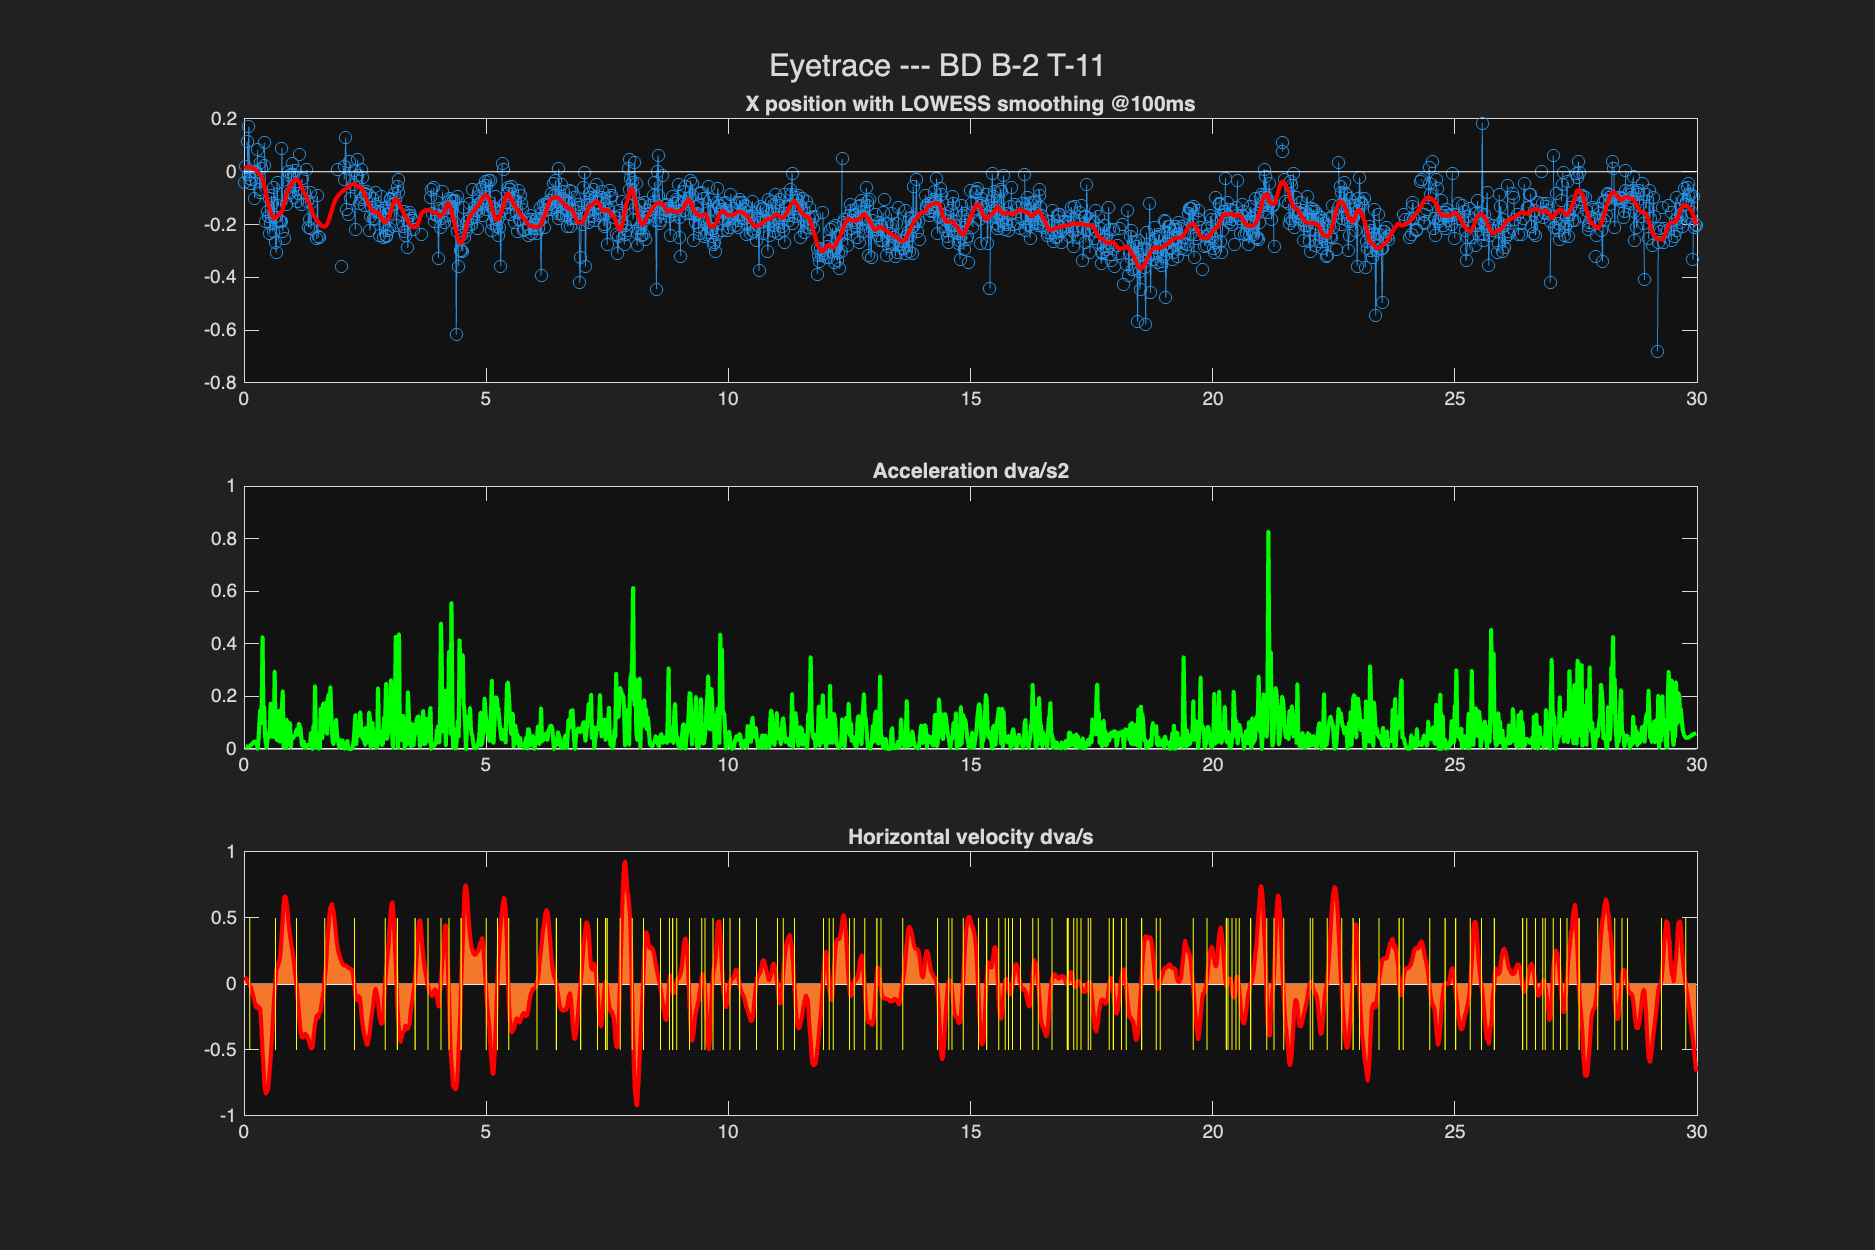 Eyetrace --- BD B-2 T-11
X position with LOWESS smoothing @100ms
0.2
0
-0.2
-0.4
-0.6
-0.8
0 5 10 15 20 25 30
Acceleration dva/s2
1
0.8
0.6
0.4
0.2
0
0 5 10 15 20 25 30
Horizontal velocity dva/s
1
0.5
0
-0.5
-1
0 5 10 15 20 25 30